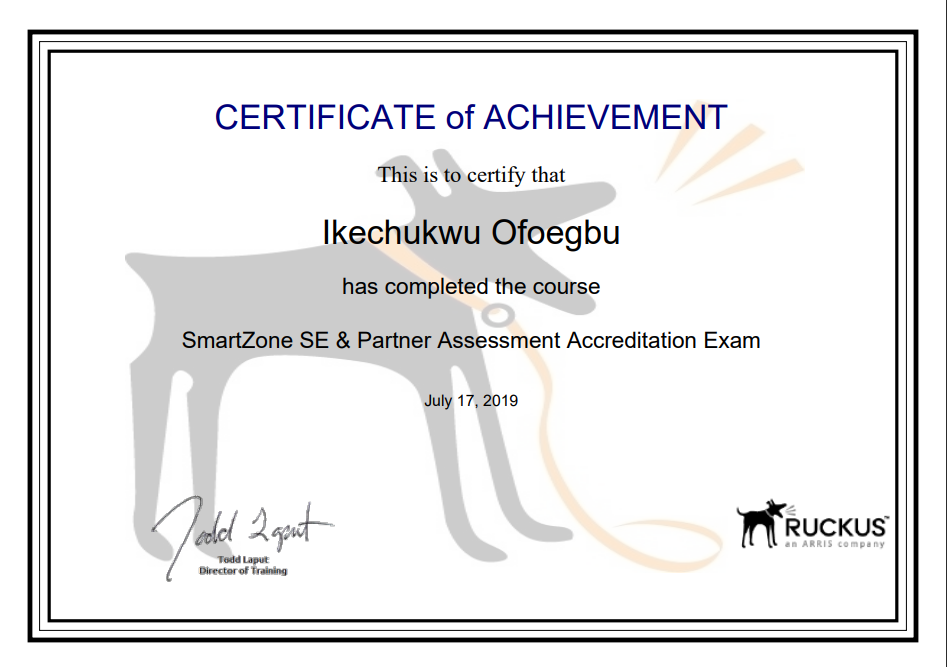 CERTIFICATE of ACHIEVEMENT
This is to certify that
Ikechukwu Ofoegbu
has completed the course
SmartZone SE & Partner Assessment Accreditation Exam
July 17, 2019
Todd Laput
Todd Laput
Director of Training
RUCKUS™
an ARRIS company